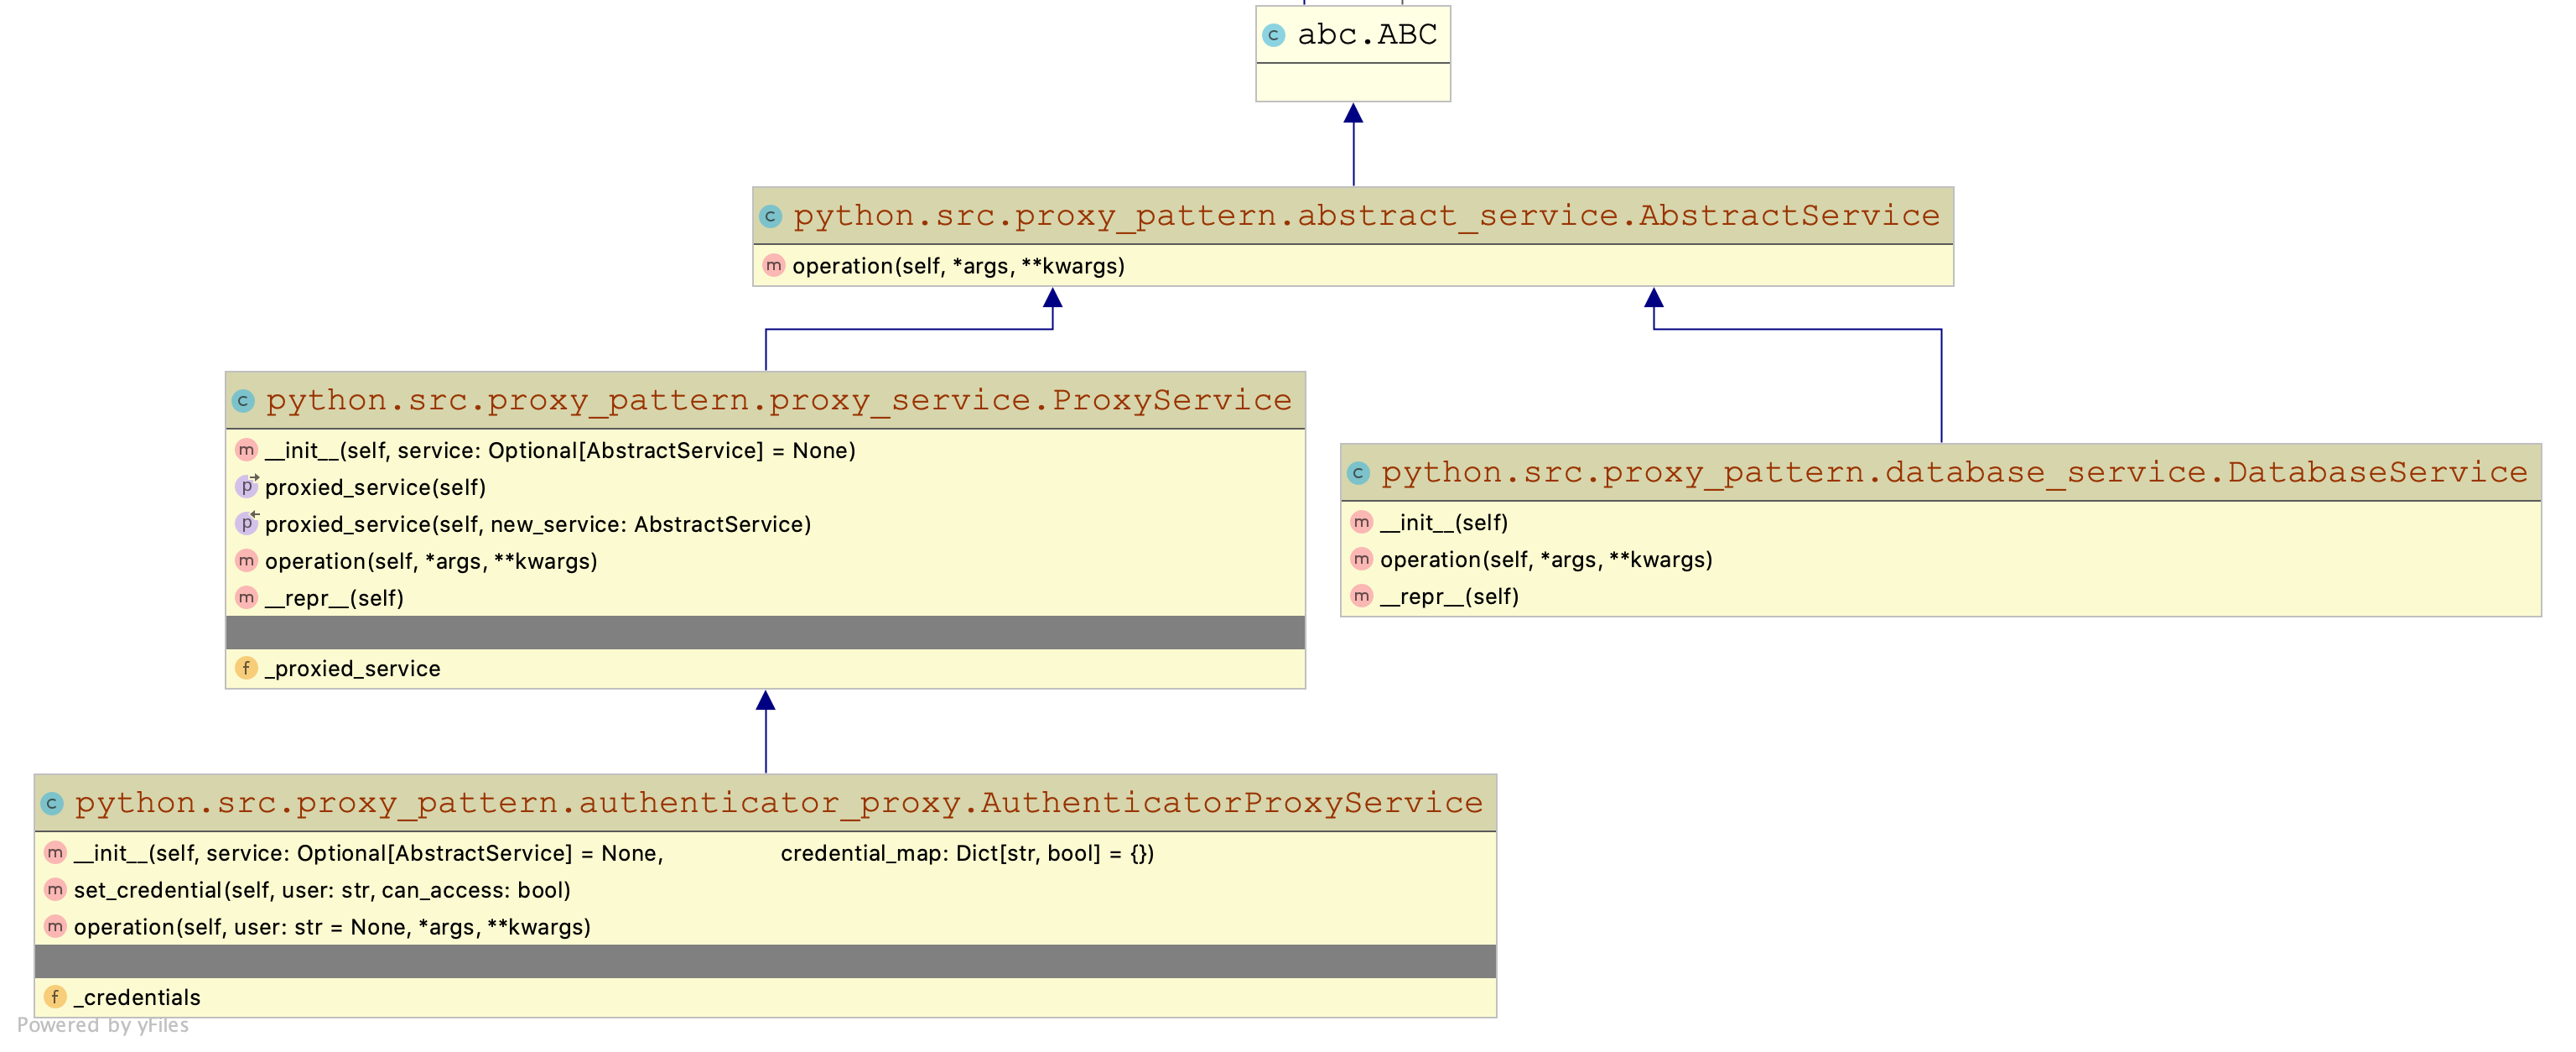 c abc.ABC
c python.src.proxy_pattern.abstract_service.AbstractService
m operation(self, *args, **kwargs)
c python.src.proxy_pattern.proxy_service.ProxyService
m __init__(self, service: Optional[AbstractService] = None)
p proxied_service(self)
p proxied_service(self, new_service: AbstractService)
m operation(self, *args, **kwargs)
m __repr__(self)
f _proxied_service
c python.src.proxy_pattern.database_service.DatabaseService
m __init__(self)
m operation(self, *args, **kwargs)
m __repr__(self)
c python.src.proxy_pattern.authenticator_proxy.AuthenticatorProxyService
m __init__(self, service: Optional[AbstractService] = None, credential_map: Dict[str, bool] = {})
m set_credential(self, user: str, can_access: bool)
m operation(self, user: str = None, *args, **kwargs)
f _credentials
Powered by yFiles